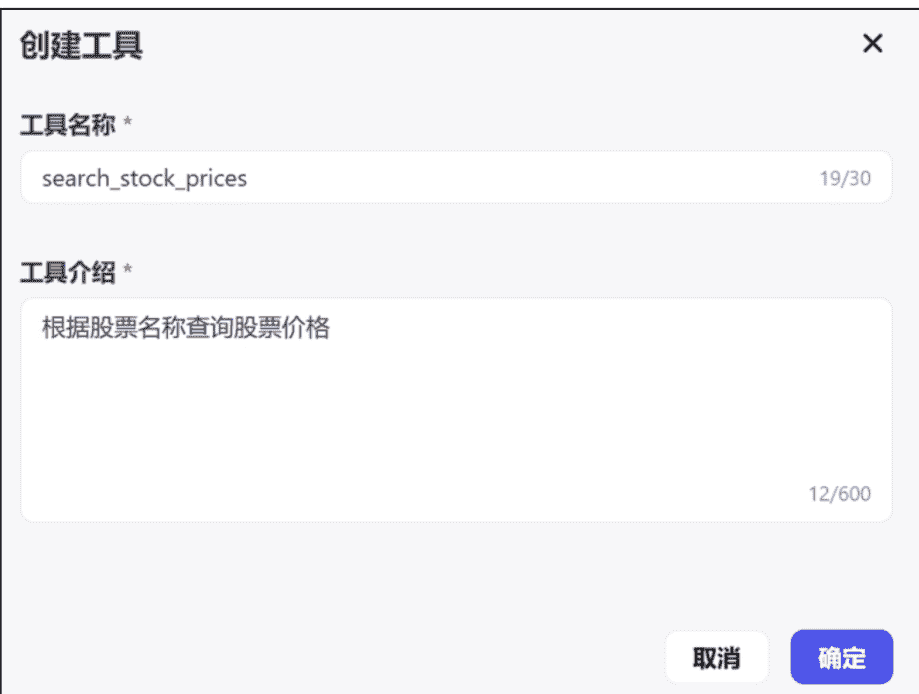 创建工具
工具名称 *
search_stock_prices 19/30
工具介绍 *
根据股票名称查询股票价格
12/600
取消 确定